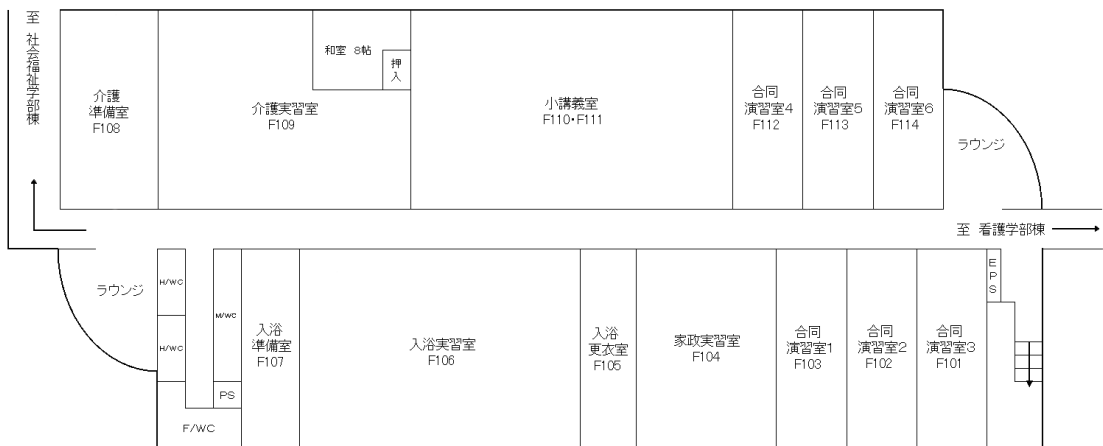 至 社会福祉学部棟
介護
準備室
F108
介護実習室
F109
和室 8帖
押
入
小講義室
F110・F111
合同
演習室4
F112
合同
演習室5
F113
合同
演習室6
F114
ラウンジ
至 看護学部棟
ラウンジ
H/WC
H/WC
M/WC
PS
F/WC
入浴
準備室
F107
入浴実習室
F106
入浴
更衣室
F105
家政実習室
F104
合同
演習室1
F103
合同
演習室2
F102
合同
演習室3
F101
EPS